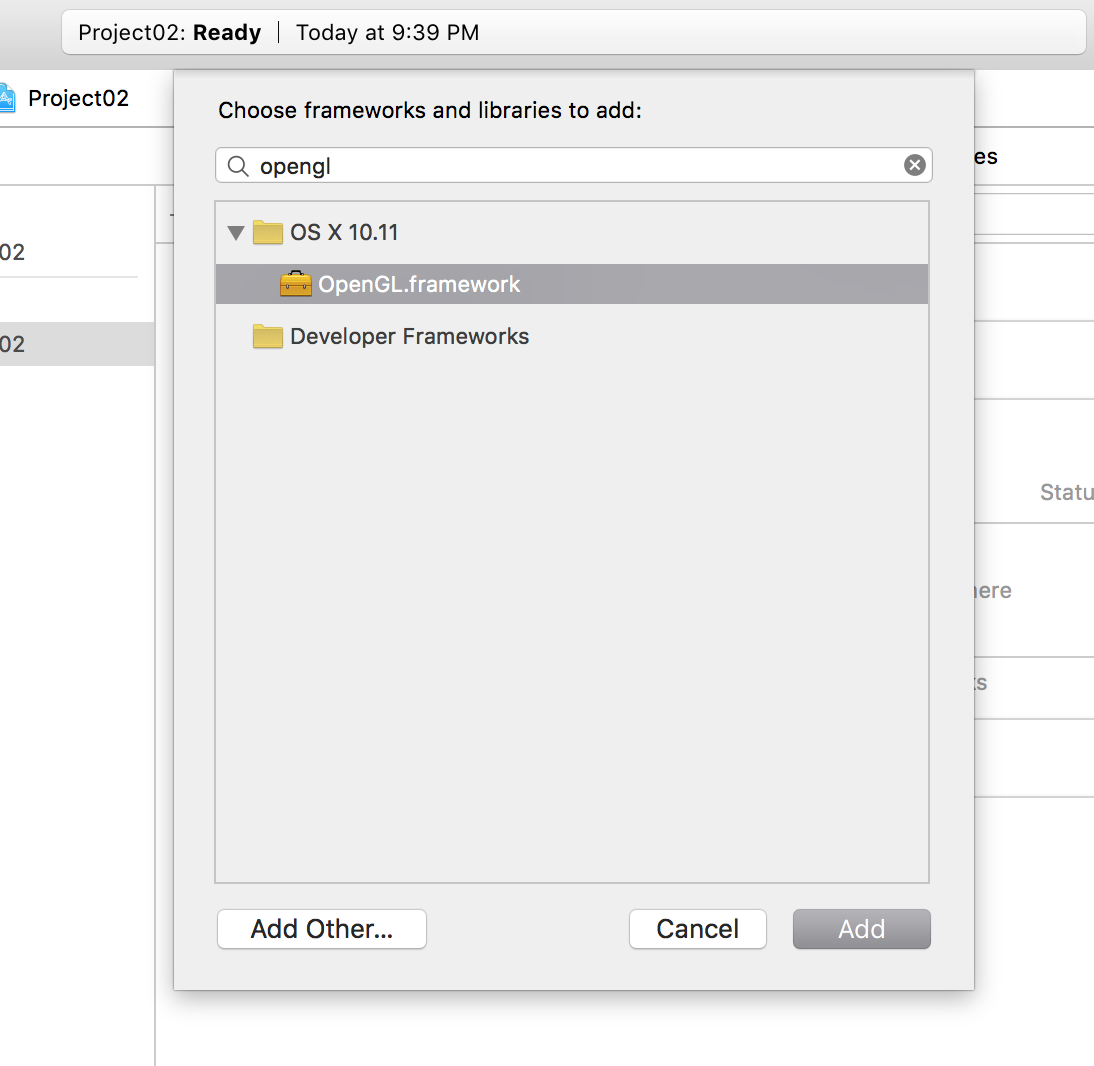 Project02: Ready | Today at 9:39 PM
Project02
Choose frameworks and libraries to add:
opengl
es
OS X 10.11
02
OpenGL.framework
Developer Frameworks
02
Statu
here
ts
Add Other...
Cancel
Add